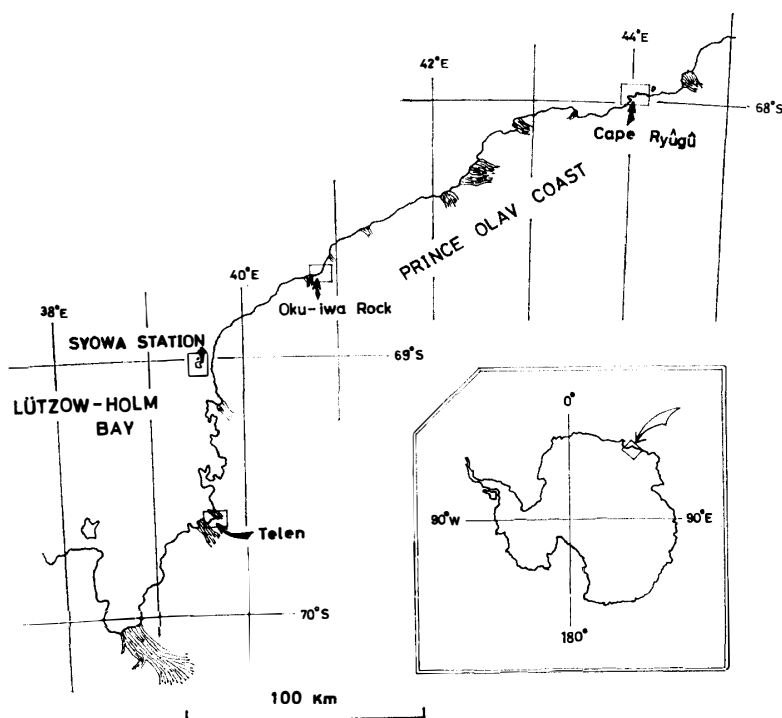 44°E
42°E
68°S
Cape Ryûgû
PRINCE OLAV COAST
40°E
Oku-iwa Rock
38°E
SYOWA STATION
69°S
LÜTZOW-HOLM
BAY
0°
90°W
90°E
180°
Telen
70°S
100 Km